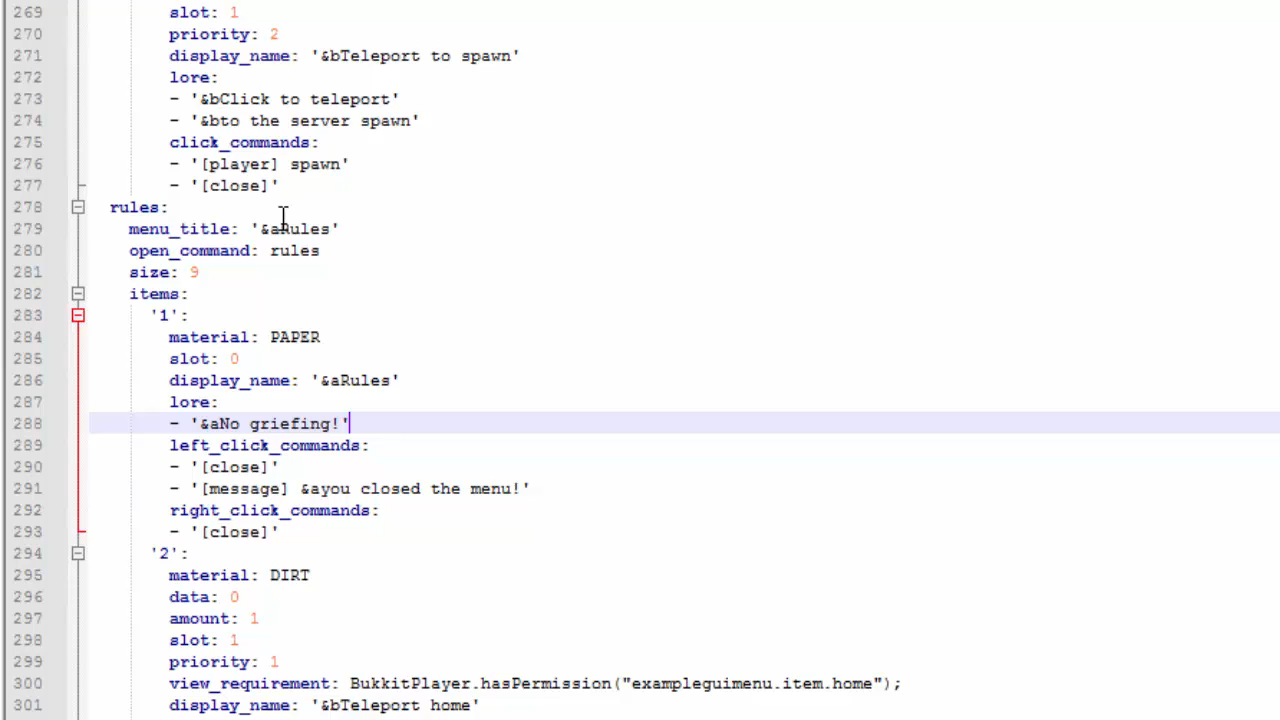 269 slot: 1
270 priority: 2
271 display_name: '&bTeleport to spawn'
272 lore:
273 - '&bClick to teleport'
274 - '&bto the server spawn'
275 click_commands:
276 - '[player] spawn'
277 - '[close]'
278 rules:
279 menu_title: '&aRules'
280 open_command: rules
281 size: 9
282 items:
283 '1':
284 material: PAPER
285 slot: 0
286 display_name: '&aRules'
287 lore:
288 - '&aNo griefing!'
289 left_click_commands:
290 - '[close]'
291 - '[message] &ayou closed the menu!'
292 right_click_commands:
293 - '[close]'
294 '2':
295 material: DIRT
296 data: 0
297 amount: 1
298 slot: 1
299 priority: 1
300 view_requirement: BukkitPlayer.hasPermission("exampleguimenu.item.home");
301 display_name: '&bTeleport home'